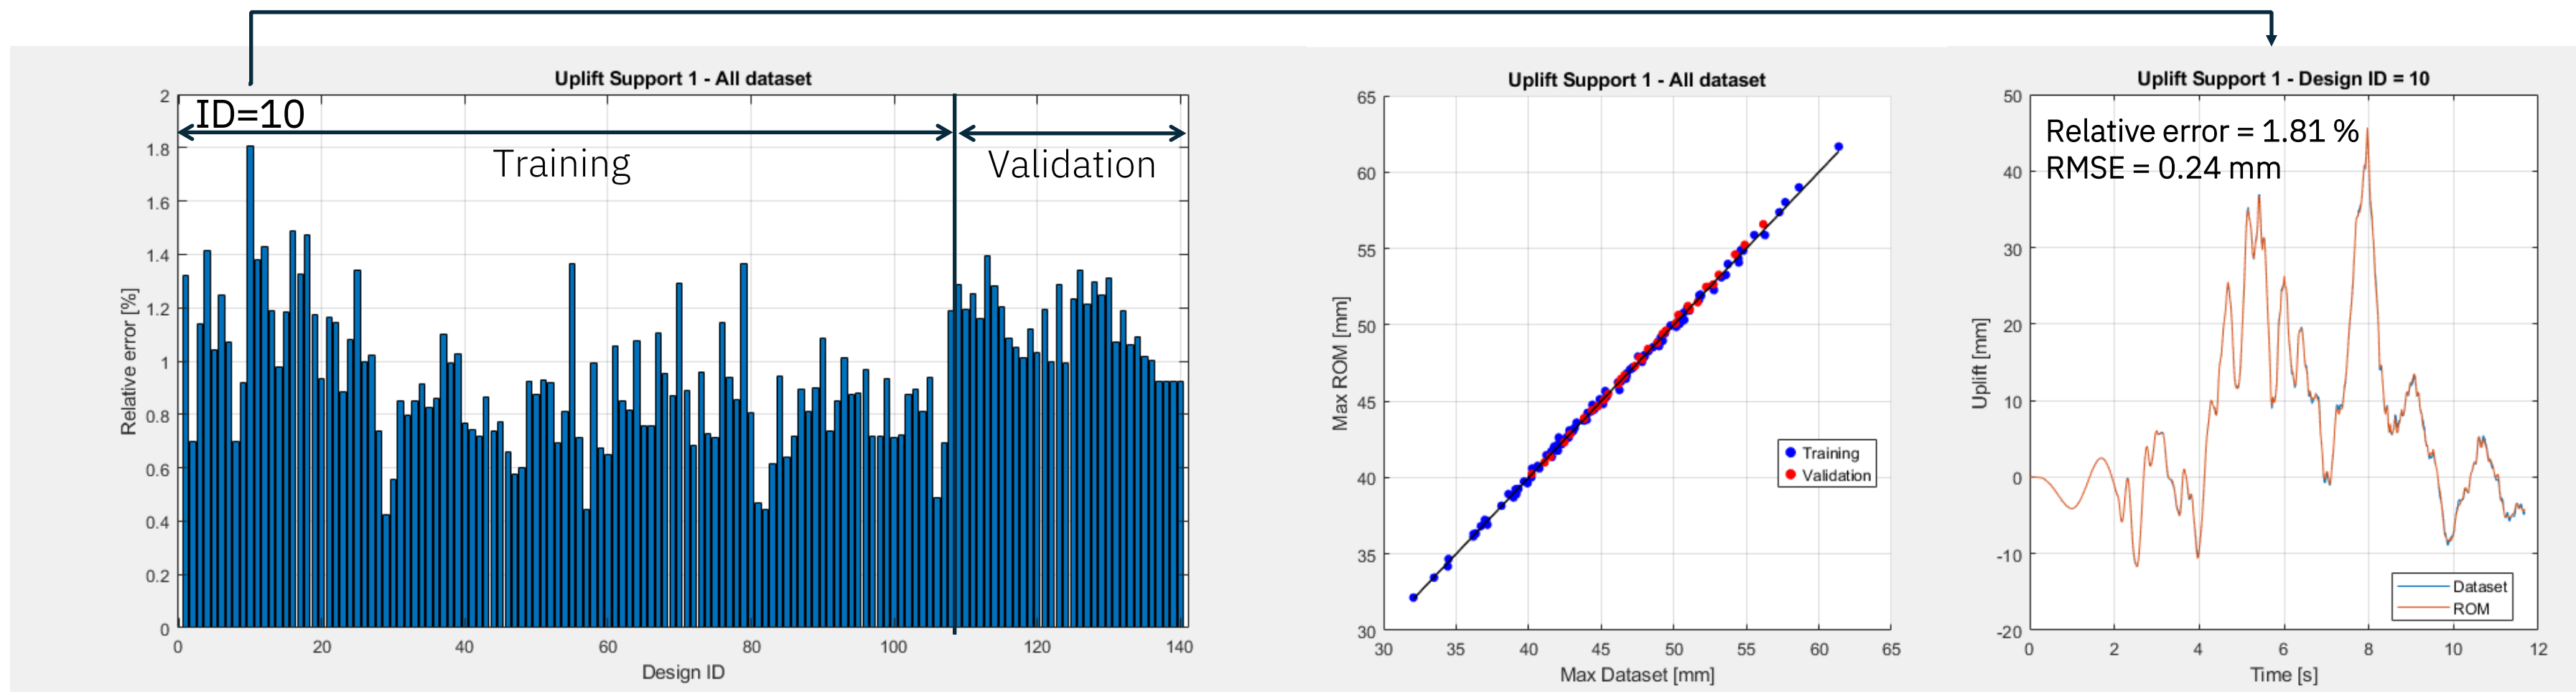 Uplift Support 1 - All dataset
ID=10
Training
Validation
Relative error [%]
2
1.8
1.6
1.4
1.2
1
0.8
0.6
0.4
0.2
0
0 20 40 60 80 100 120 140
Design ID
Uplift Support 1 - All dataset
Max ROM [mm]
65
60
55
50
45
40
35
30
Training
Validation
30 35 40 45 50 55 60 65
Max Dataset [mm]
Uplift Support 1 - Design ID = 10
Relative error = 1.81 %
RMSE = 0.24 mm
Uplift [mm]
50
40
30
20
10
0
-10
-20
Dataset
ROM
0 2 4 6 8 10 12
Time [s]